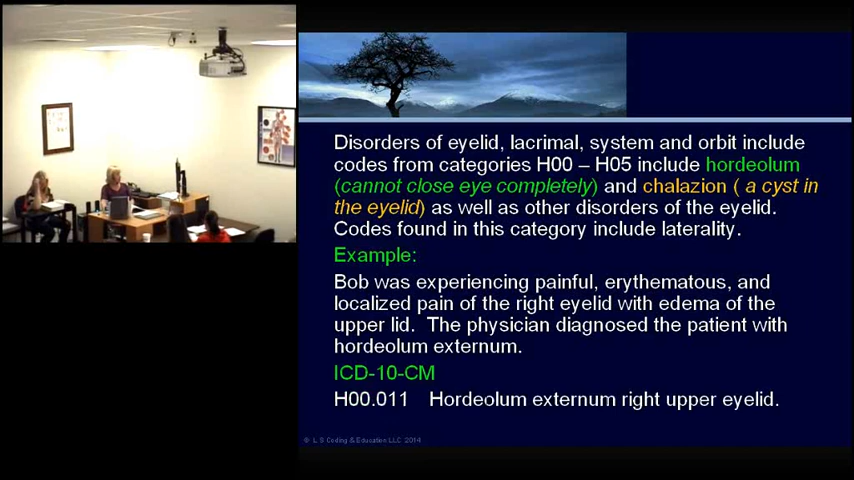 Disorders of eyelid, lacrimal, system and orbit include
codes from categories H00 – H05 include hordeolum
(cannot close eye completely) and chalazion ( a cyst in
the eyelid) as well as other disorders of the eyelid.
Codes found in this category include laterality.
Example:
Bob was experiencing painful, erythematous, and
localized pain of the right eyelid with edema of the
upper lid. The physician diagnosed the patient with
hordeolum externum.
ICD-10-CM
H00.011 Hordeolum externum right upper eyelid.
© L S Coding & Education LLC 2014